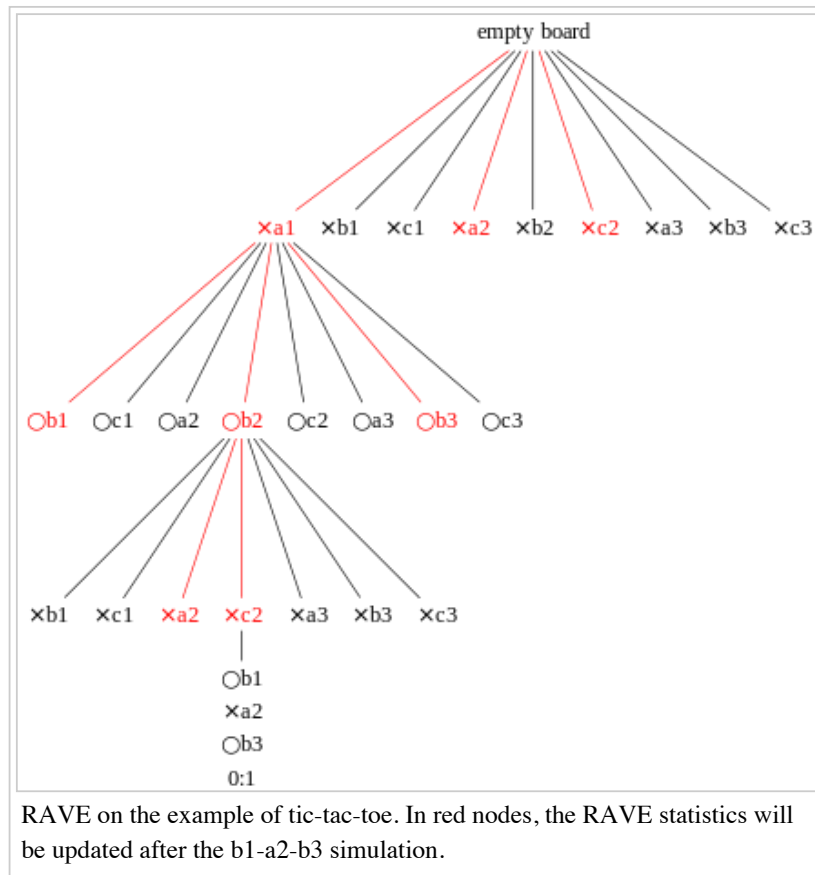 empty board
×a1 ×b1 ×c1 ×a2 ×b2 ×c2 ×a3 ×b3 ×c3
○b1 ○c1 ○a2 ○b2 ○c2 ○a3 ○b3 ○c3
×b1 ×c1 ×a2 ×c2 ×a3 ×b3 ×c3
○b1
×a2
○b3
0:1
RAVE on the example of tic-tac-toe. In red nodes, the RAVE statistics will
be updated after the b1-a2-b3 simulation.